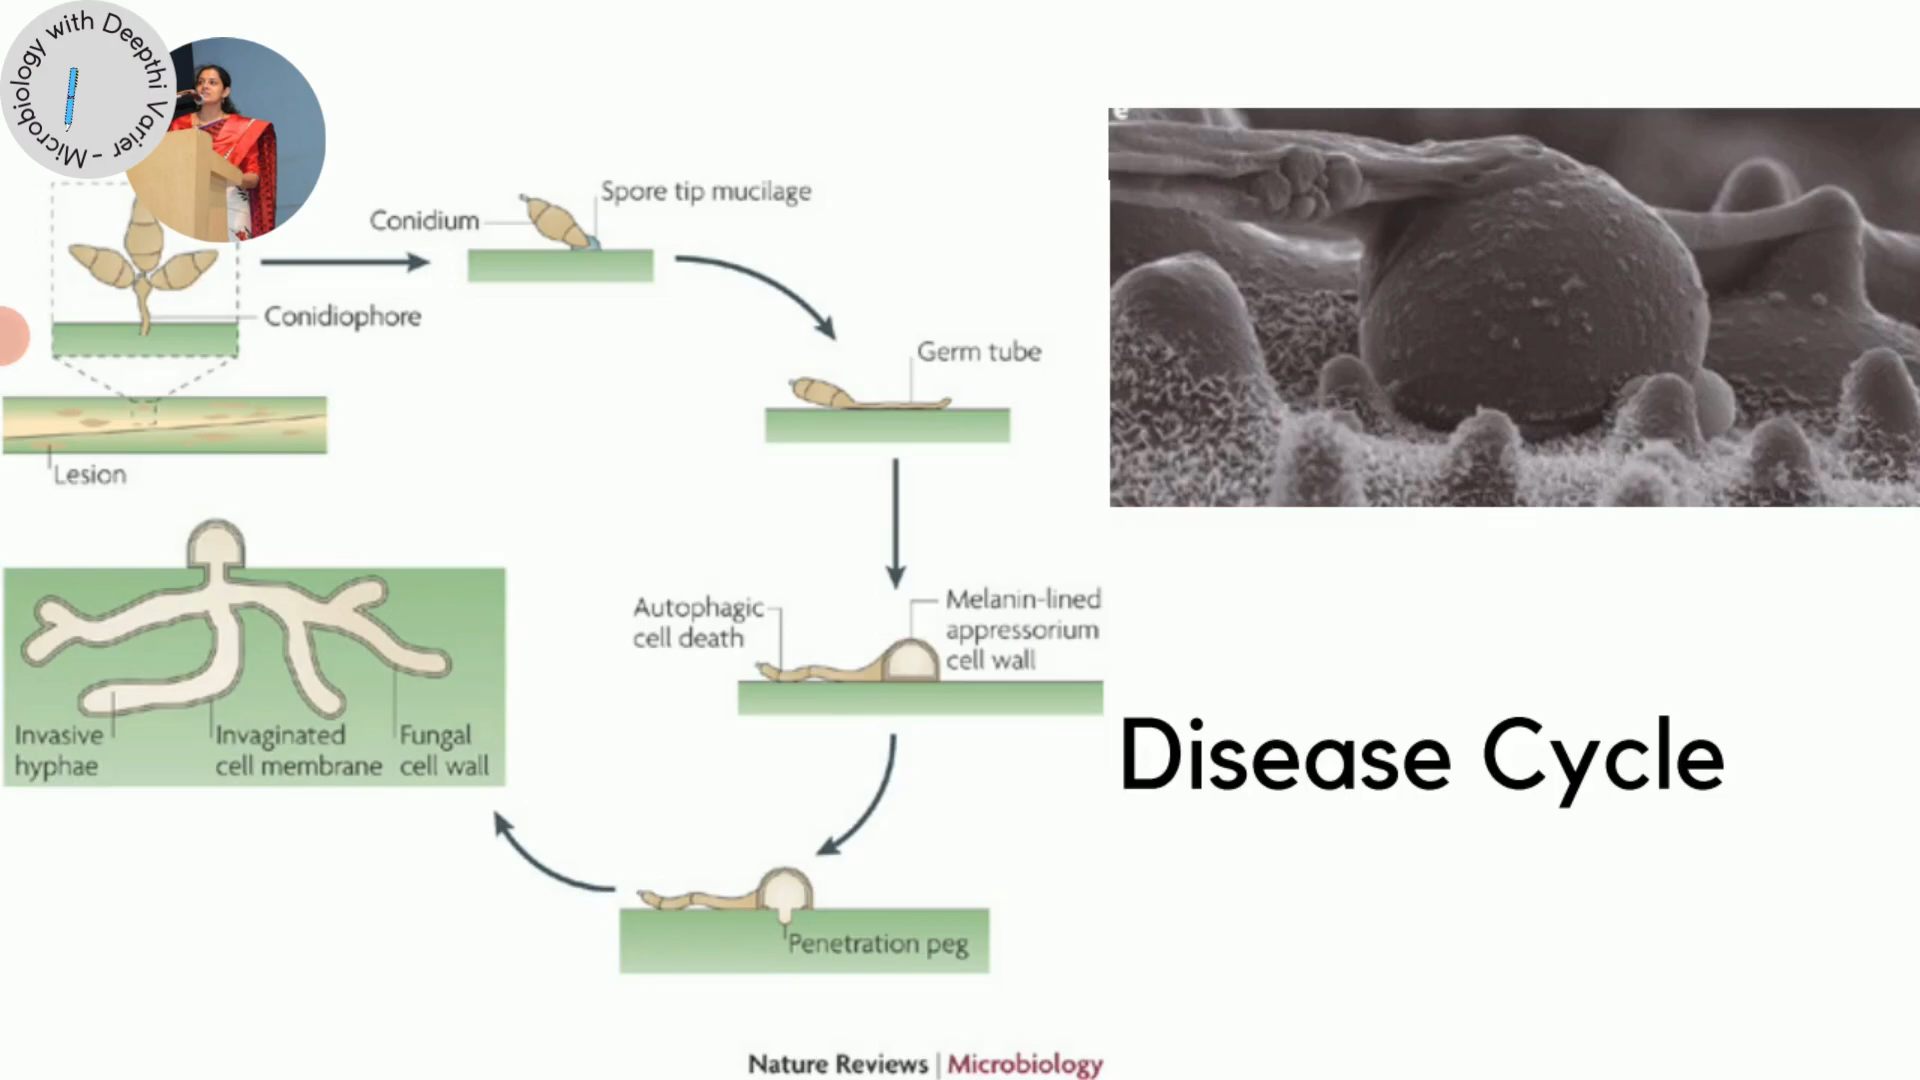 Microbiology with Deepthi Varier -
Spore tip mucilage
Conidium
Conidiophore
Germ tube
Lesion
Autophagic
cell death
Melanin-lined
appressorium
cell wall
Invasive
hyphae
Invaginated
cell membrane
Fungal
cell wall
Disease Cycle
Penetration peg
Nature Reviews | Microbiology